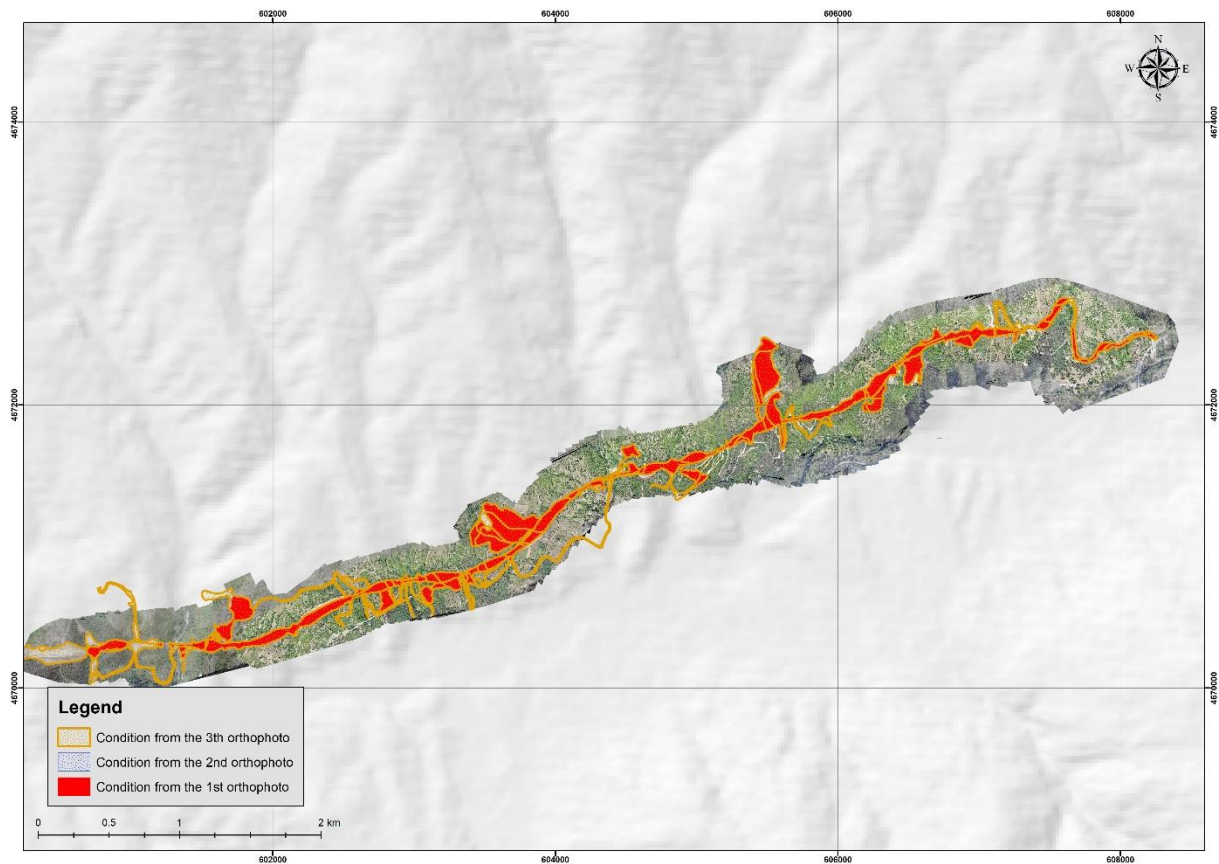 602000 604000 606000 608000
N
W E
S
4674000 4674000
4672000 4672000
4670000 4670000
Legend
Condition from the 3th orthophoto
Condition from the 2nd orthophoto
Condition from the 1st orthophoto
0 0.5 1 2 km
602000 604000 606000 608000